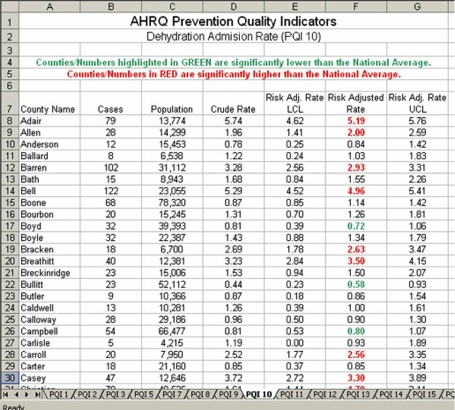 A B C D E F G
1 AHRQ Prevention Quality Indicators
2 Dehydration Admision Rate (PQI 10)
3
4 Counties/Numbers highlighted in GREEN are significantly lower than the National Average.
5 Counties/Numbers in RED are significantly higher than the National Average.
6
Risk Adj. Rate Risk Adjusted Risk Adj. Rate
7 County Name Cases Population Crude Rate LCL Rate UCL
8 Adair 79 13,774 5.74 4.62 5.19 5.76
9 Allen 28 14,299 1.96 1.41 2.00 2.59
10 Anderson 12 15,453 0.78 0.25 0.84 1.42
11 Ballard 8 6,538 1.22 0.24 1.03 1.83
12 Barren 102 31,112 3.28 2.56 2.93 3.31
13 Bath 15 8,943 1.68 0.84 1.55 2.26
14 Bell 122 23,055 5.29 4.52 4.96 5.41
15 Boone 68 78,320 0.87 0.85 1.14 1.42
16 Bourbon 20 15,245 1.31 0.70 1.26 1.81
17 Boyd 32 39,393 0.81 0.39 0.72 1.06
18 Boyle 32 22,387 1.43 0.88 1.34 1.79
19 Bracken 18 6,700 2.69 1.78 2.63 3.47
20 Breathitt 40 12,381 3.23 2.84 3.50 4.15
21 Breckinridge 23 15,006 1.53 0.94 1.50 2.07
22 Bullitt 23 52,112 0.44 0.23 0.58 0.93
23 Butler 9 10,366 0.87 0.18 0.86 1.54
24 Caldwell 13 10,281 1.26 0.39 1.00 1.61
25 Calloway 28 29,186 0.96 0.50 0.90 1.30
26 Campbell 54 66,477 0.81 0.53 0.80 1.07
27 Carlisle 5 4,215 1.19 0.00 0.93 1.89
28 Carroll 20 7,950 2.52 1.77 2.56 3.35
29 Carter 18 21,160 0.85 0.37 0.85 1.34
30 Casey 47 12,646 3.72 2.72 3.30 3.89
PQI 1 PQI 2 PQI 3 PQI 5 PQI 7 PQI 8 PQI 9 PQI 10 PQI 11 PQI 12 PQI 13 PQI 14 PQI 15
Ready